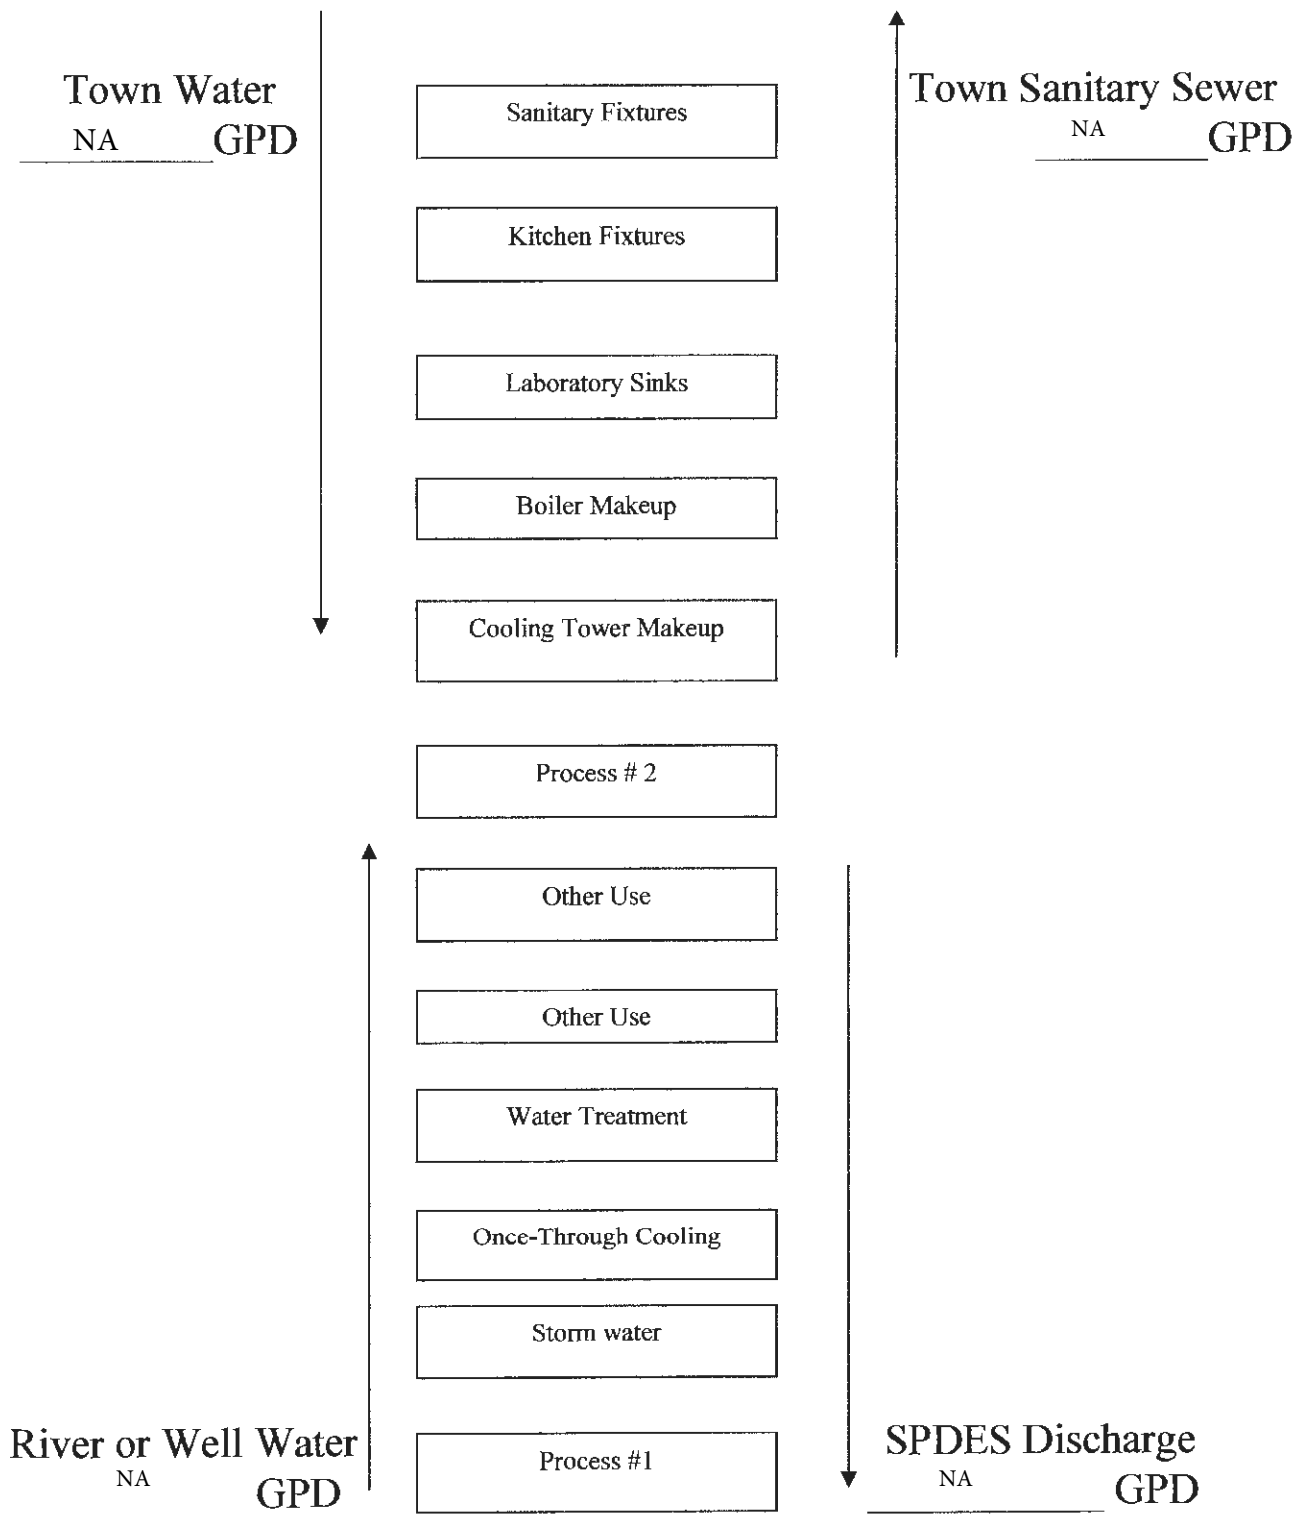 Town Water
NA GPD
Town Sanitary Sewer
NA GPD
Sanitary Fixtures
Kitchen Fixtures
Laboratory Sinks
Boiler Makeup
Cooling Tower Makeup
Process # 2
Other Use
Other Use
Water Treatment
Once-Through Cooling
Storm water
Process #1
River or Well Water
NA GPD
SPDES Discharge
NA GPD